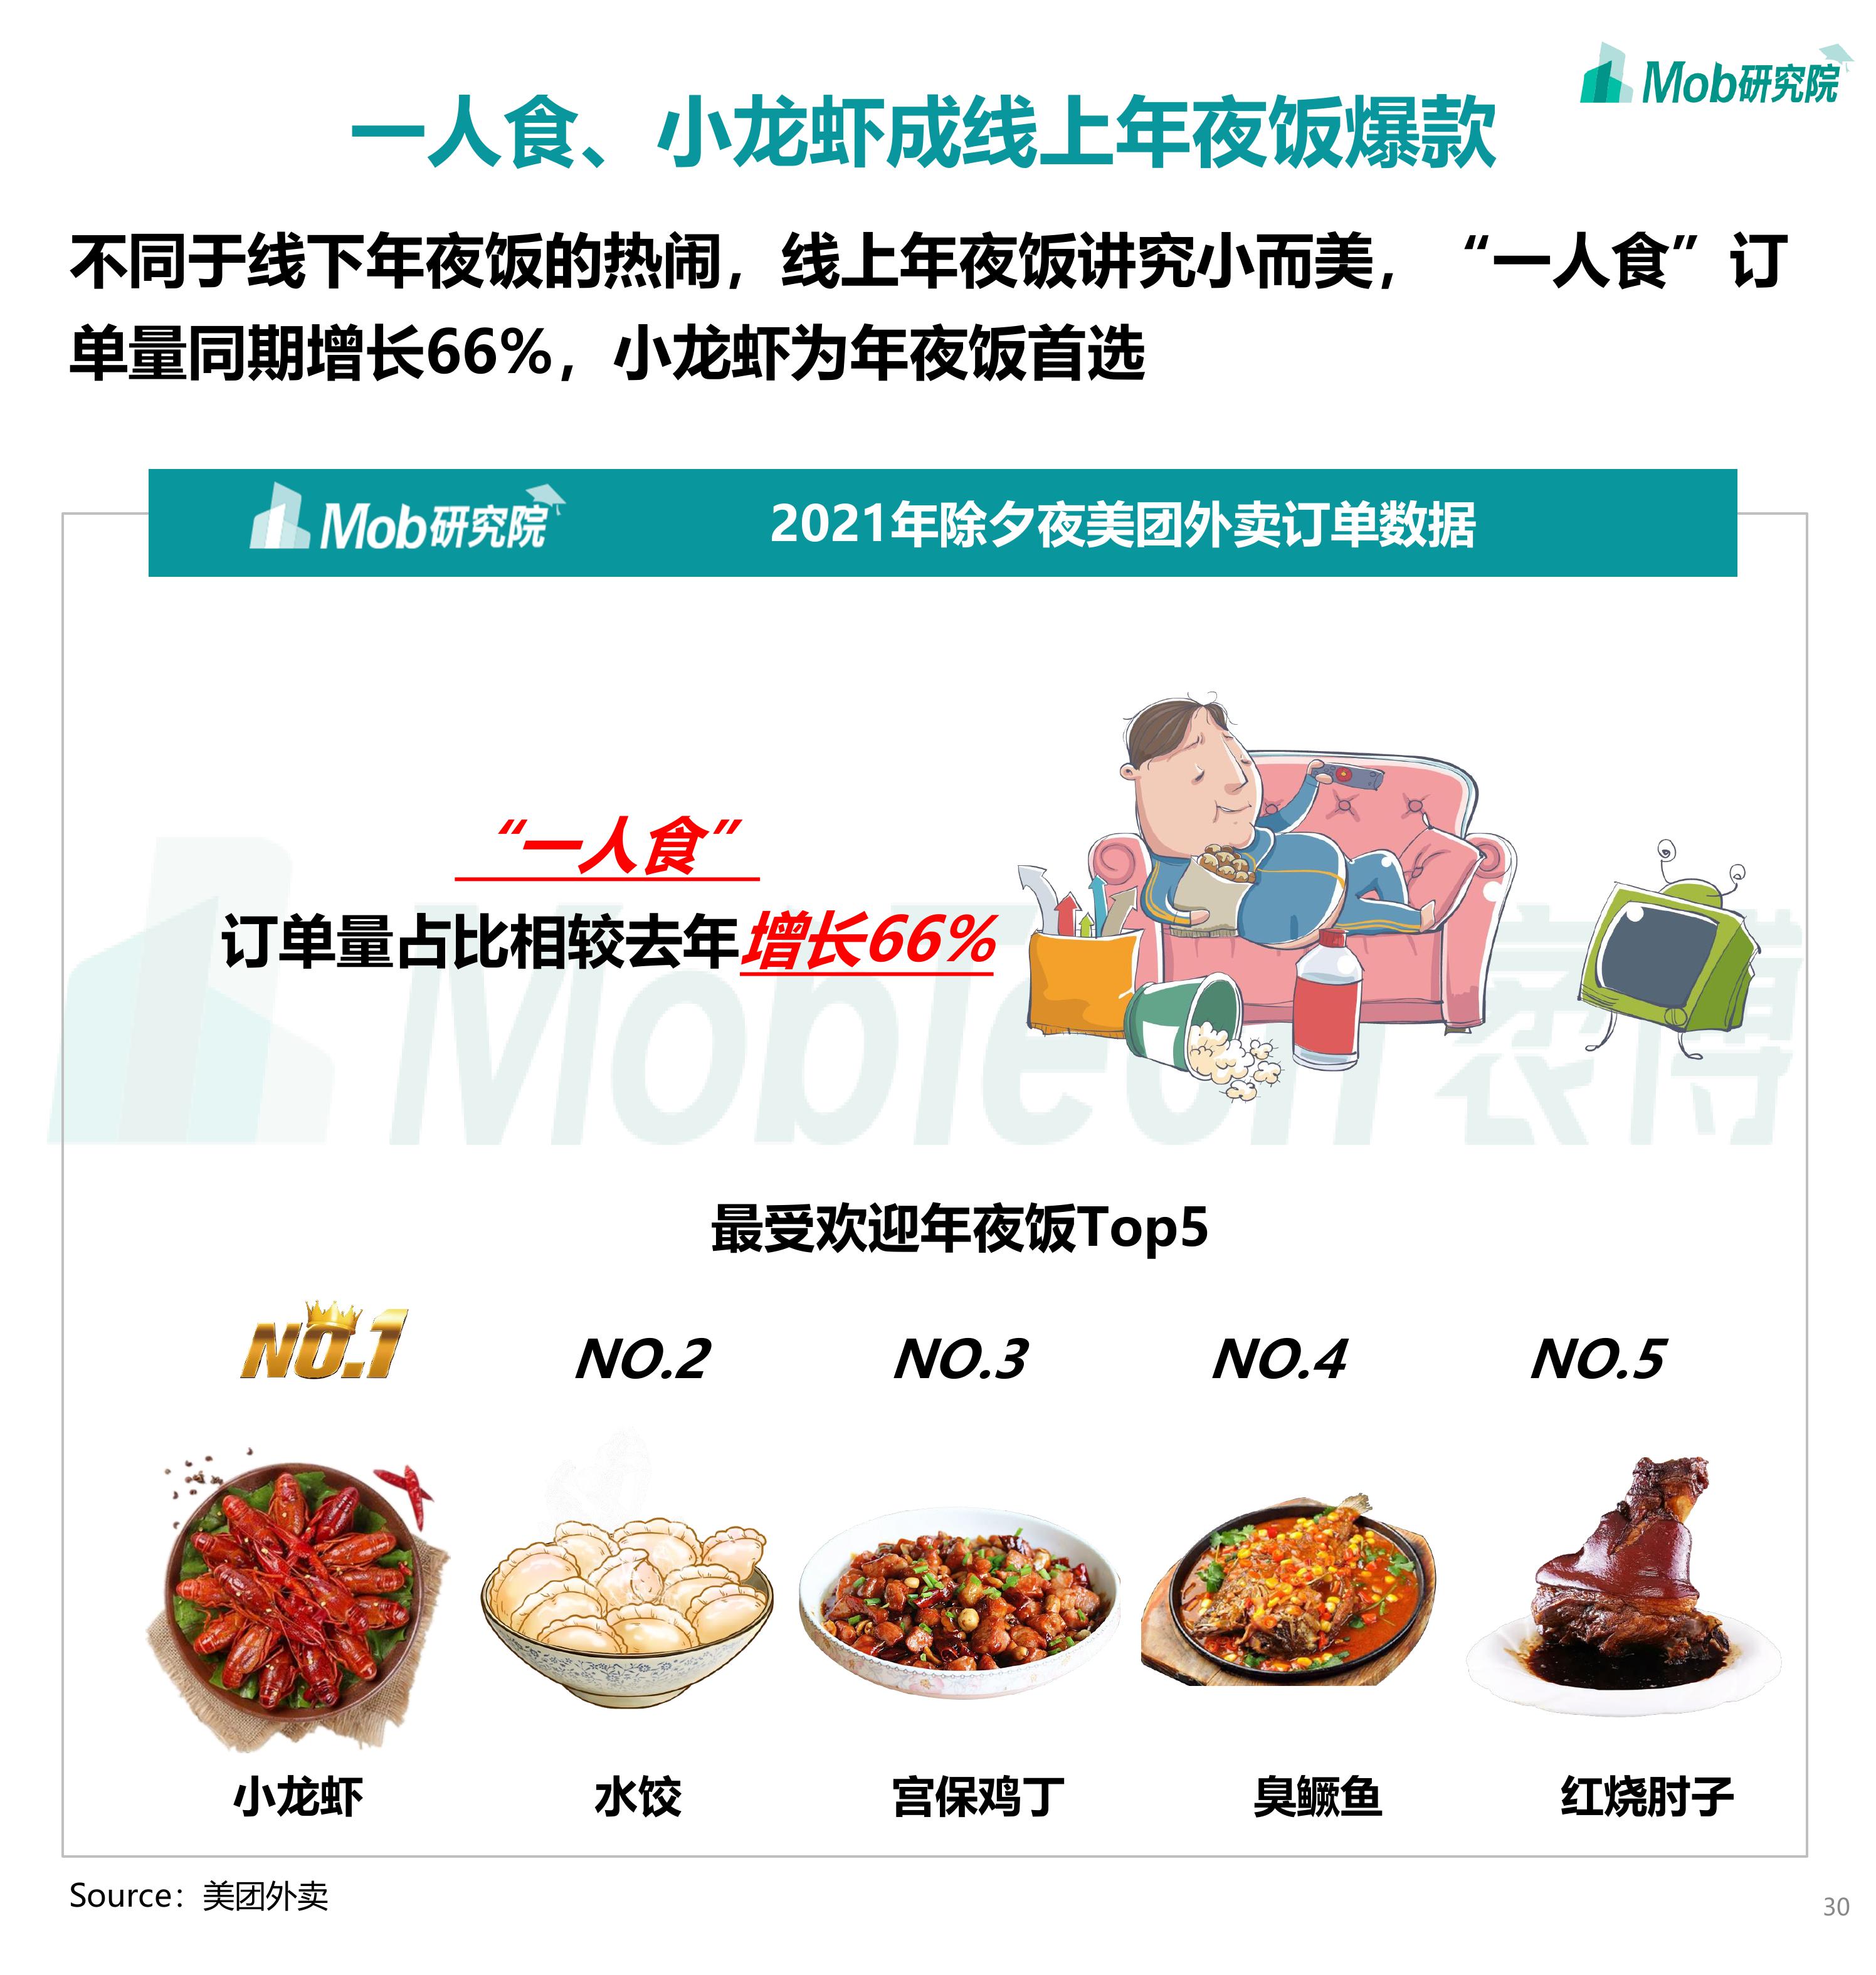 Mob研究院
一人食、小龙虾成线上年夜饭爆款
不同于线下年夜饭的热闹，线上年夜饭讲究小而美，“一人食”订
单量同期增长66%，小龙虾为年夜饭首选
Mob研究院 2021年除夕夜美团外卖订单数据
“一人食”
订单量占比相较去年增长66%
MobTech袤博
最受欢迎年夜饭Top5
NO.1 NO.2 NO.3 NO.4 NO.5
小龙虾 水饺 宫保鸡丁 臭鳜鱼 红烧肘子
Source：美团外卖
30